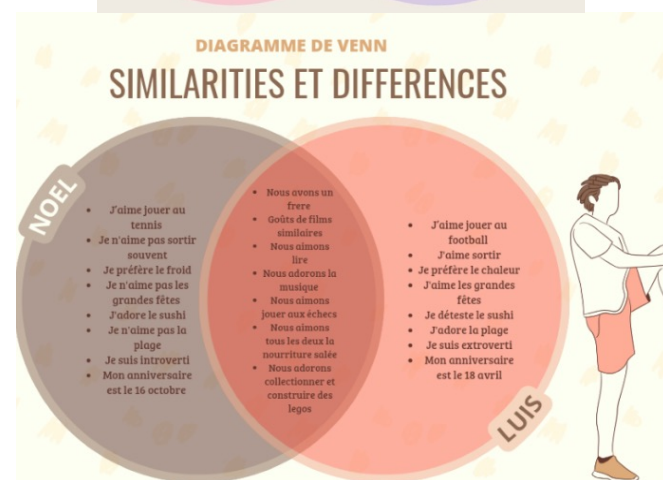 DIAGRAMME DE VENN
SIMILARITIES ET DIFFERENCES
NOEL
• J'aime jouer au
tennis
• Je n'aime pas sortir
souvent
• Je préfère le froid
• Je n'aime pas les
grandes fêtes
• J'adore le sushi
• Je n'aime pas la
plage
• Je suis introverti
• Mon anniversaire
est le 16 octobre
• Nous avons un
frere
• Goûts de films
similaires
• Nous aimons
lire
• Nous adorons la
musique
• Nous aimons
jouer aux échecs
• Nous aimons
tous les deux la
nourriture salée
• Nous adorons
collectionner et
construire des
legos
• J'aime jouer au
football
• J'aime sortir
• Je préfère le chaleur
• J'aime les grandes
fêtes
• Je déteste le sushi
• J'adore la plage
• Je suis extroverti
• Mon anniversaire
est le 18 avril
LUIS